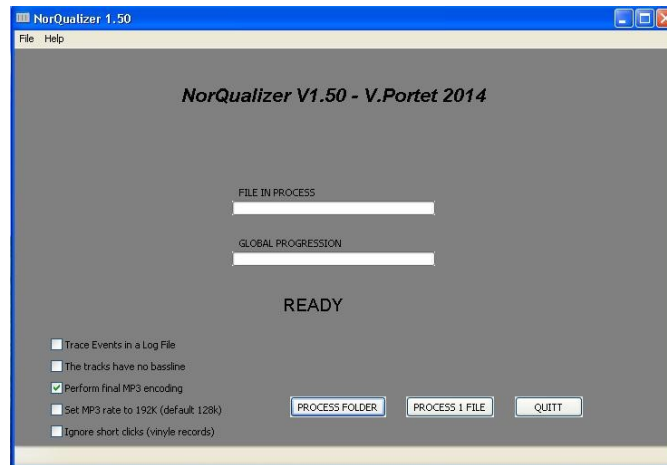 NorQualizer 1.50
File Help
NorQualizer V1.50 - V.Portet 2014
FILE IN PROCESS
GLOBAL PROGRESSION
READY
Trace Events in a Log File
The tracks have no bassline
Perform final MP3 encoding
Set MP3 rate to 192K (default 128k)
Ignore short clicks (vinyle records)
PROCESS FOLDER PROCESS 1 FILE QUITT